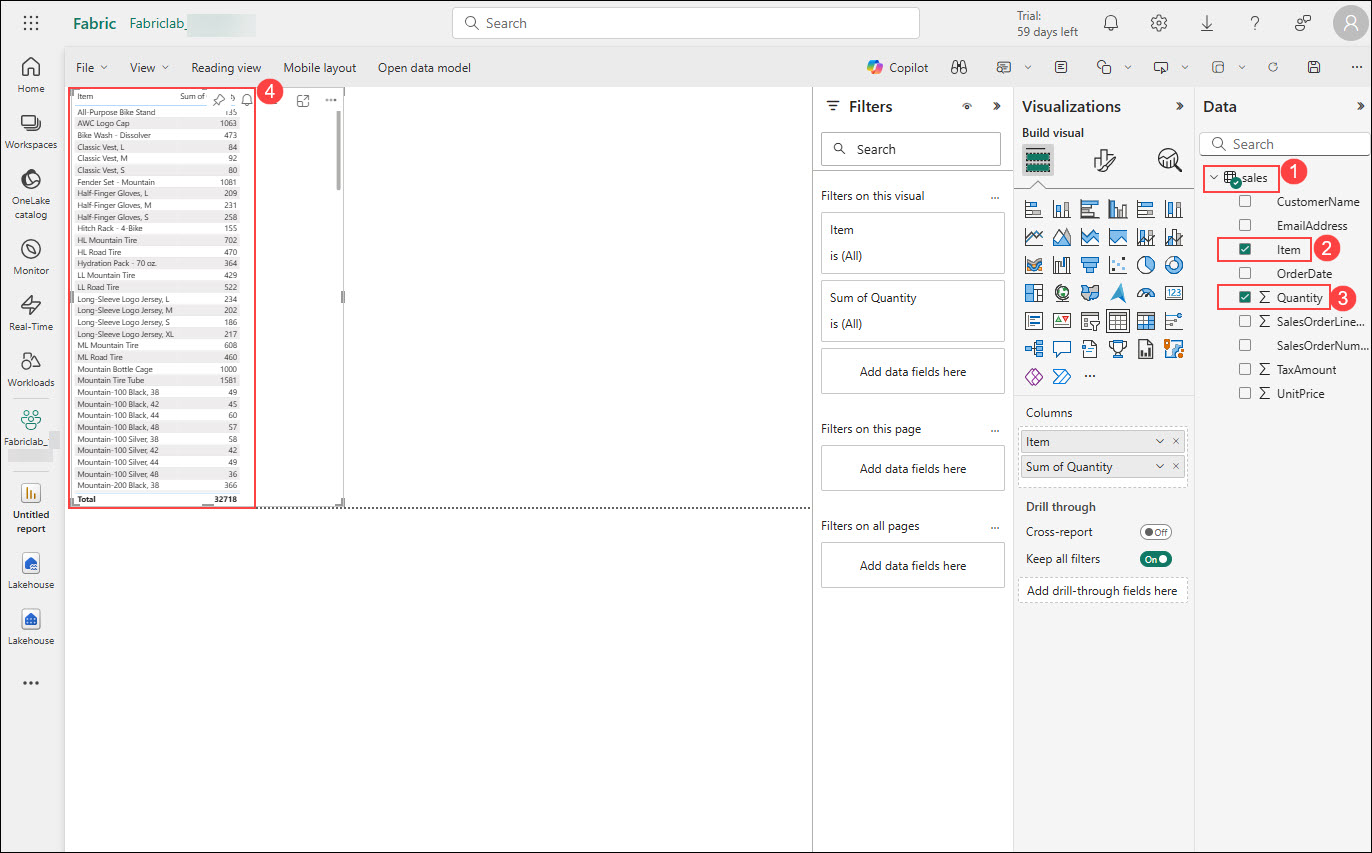 Fabric Fabriclab_
Search
Trial:
59 days left
Home
Workspaces
OneLake
catalog
Monitor
Real-Time
Workloads
Fabriclab_
Untitled
report
Lakehouse
Lakehouse
File View Reading view Mobile layout Open data model Copilot
4
Item Sum of
All-Purpose Bike Stand 135
AWC Logo Cap 1063
Bike Wash - Dissolver 473
Classic Vest, L 84
Classic Vest, M 92
Classic Vest, S 80
Fender Set - Mountain 1081
Half-Finger Gloves, L 209
Half-Finger Gloves, M 231
Half-Finger Gloves, S 258
Hitch Rack - 4-Bike 155
HL Mountain Tire 702
HL Road Tire 470
Hydration Pack - 70 oz. 364
LL Mountain Tire 429
LL Road Tire 522
Long-Sleeve Logo Jersey, L 234
Long-Sleeve Logo Jersey, M 202
Long-Sleeve Logo Jersey, S 186
Long-Sleeve Logo Jersey, XL 217
ML Mountain Tire 608
ML Road Tire 460
Mountain Bottle Cage 1000
Mountain Tire Tube 1581
Mountain-100 Black, 38 49
Mountain-100 Black, 42 45
Mountain-100 Black, 44 60
Mountain-100 Black, 48 57
Mountain-100 Silver, 38 58
Mountain-100 Silver, 42 42
Mountain-100 Silver, 44 49
Mountain-100 Silver, 48 36
Mountain-200 Black, 38 366
Total 32718
Filters
Search
Filters on this visual ...
Item
is (All)
Sum of Quantity
is (All)
Add data fields here
Filters on this page ...
Add data fields here
Filters on all pages ...
Add data fields here
Visualizations
Build visual
123
Columns
Item
Sum of Quantity
Drill through
Cross-report Off
Keep all filters On
Add drill-through fields here
Data
Search
sales 1
CustomerName
EmailAddress
Item 2
OrderDate
Σ Quantity 3
Σ SalesOrderLine...
SalesOrderNum...
Σ TaxAmount
Σ UnitPrice